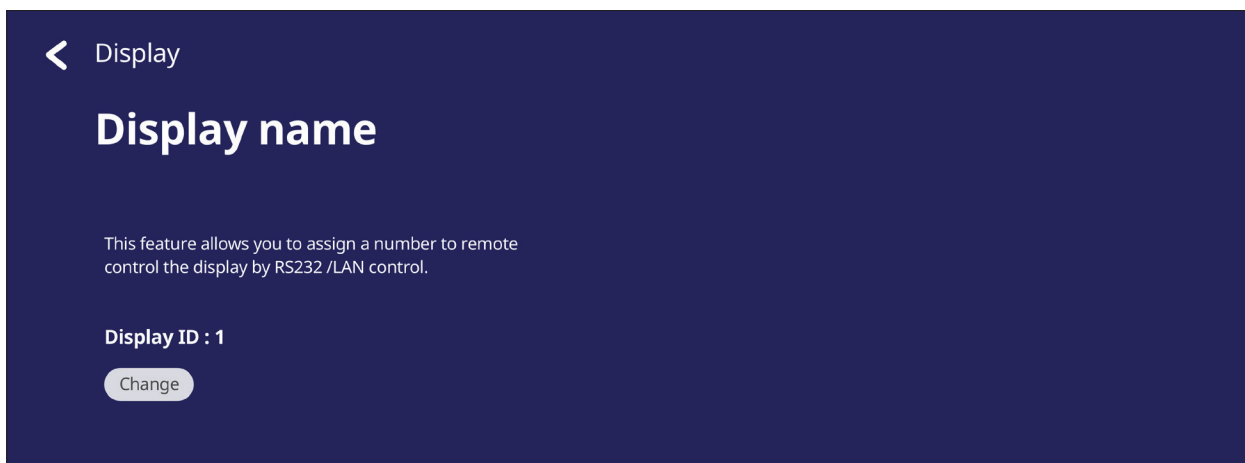 Display
Display name
This feature allows you to assign a number to remote
control the display by RS232 /LAN control.
Display ID : 1
Change